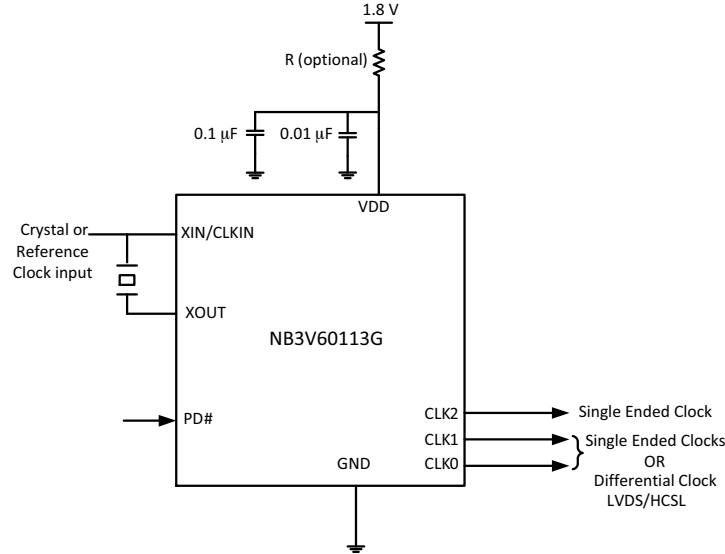 1.8 V
R (optional)
0.1 μF
0.01 μF
VDD
Crystal or
Reference
Clock input
XIN/CLKIN
XOUT
NB3V60113G
PD#
GND
CLK2
CLK1
CLK0
Single Ended Clock
Single Ended Clocks
OR
Differential Clock
LVDS/HCSL